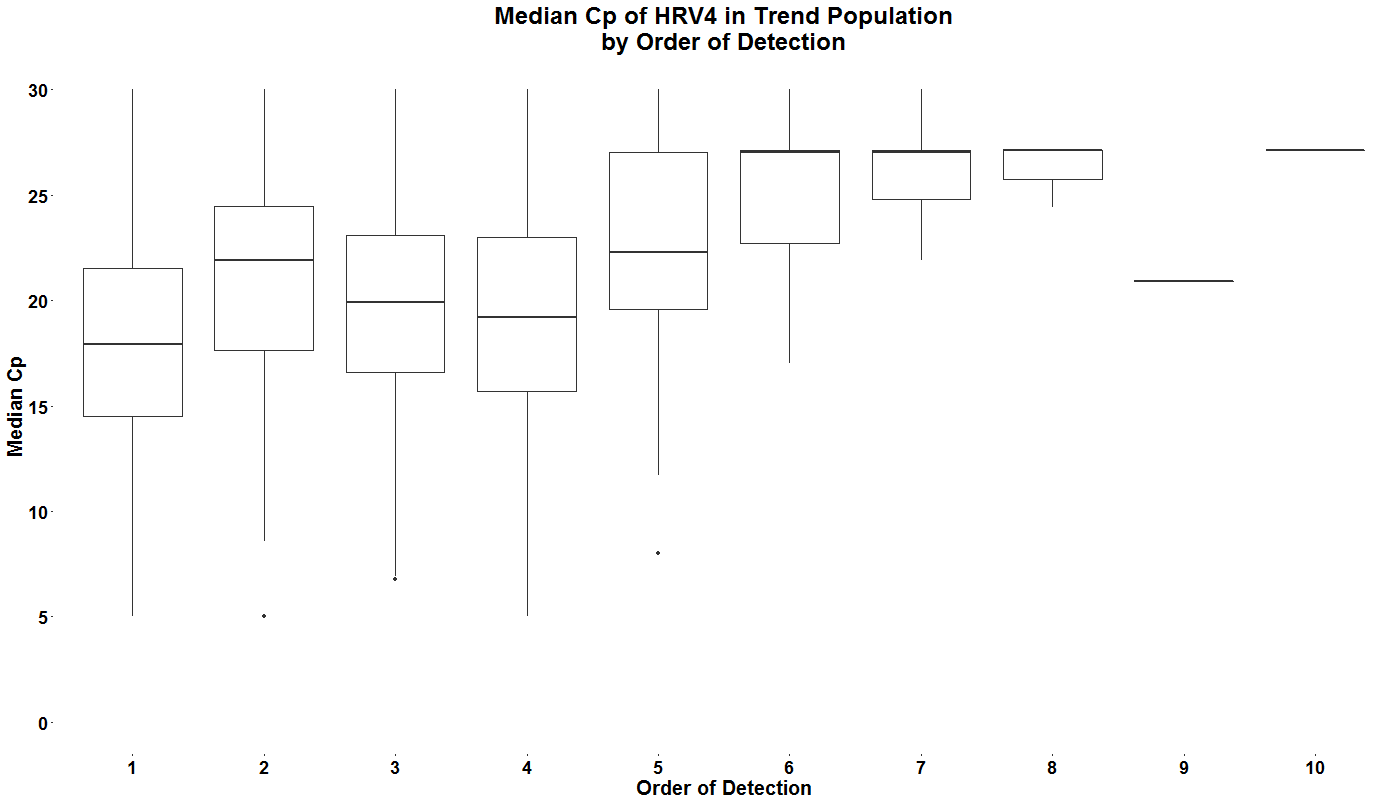 Median Cp of HRV4 in Trend Population
by Order of Detection
30
25
20
15
10
5
0
Median Cp
1 2 3 4 5 6 7 8 9 10
Order of Detection